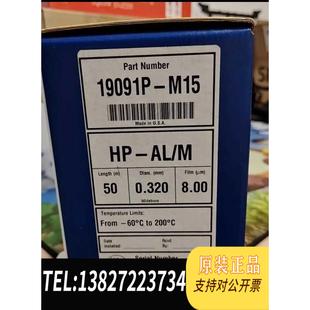 Part Number
19091P-M15
Made in U.S.A.
HP-AL/M
Length (m) Diam. (mm) Film (µm)
50 0.320 8.00
Widebore
Temperature Limits:
From -60°C to 200°C
Date
Installed
Serial Number
TEL:13827223734
原装正品
支持对公开票